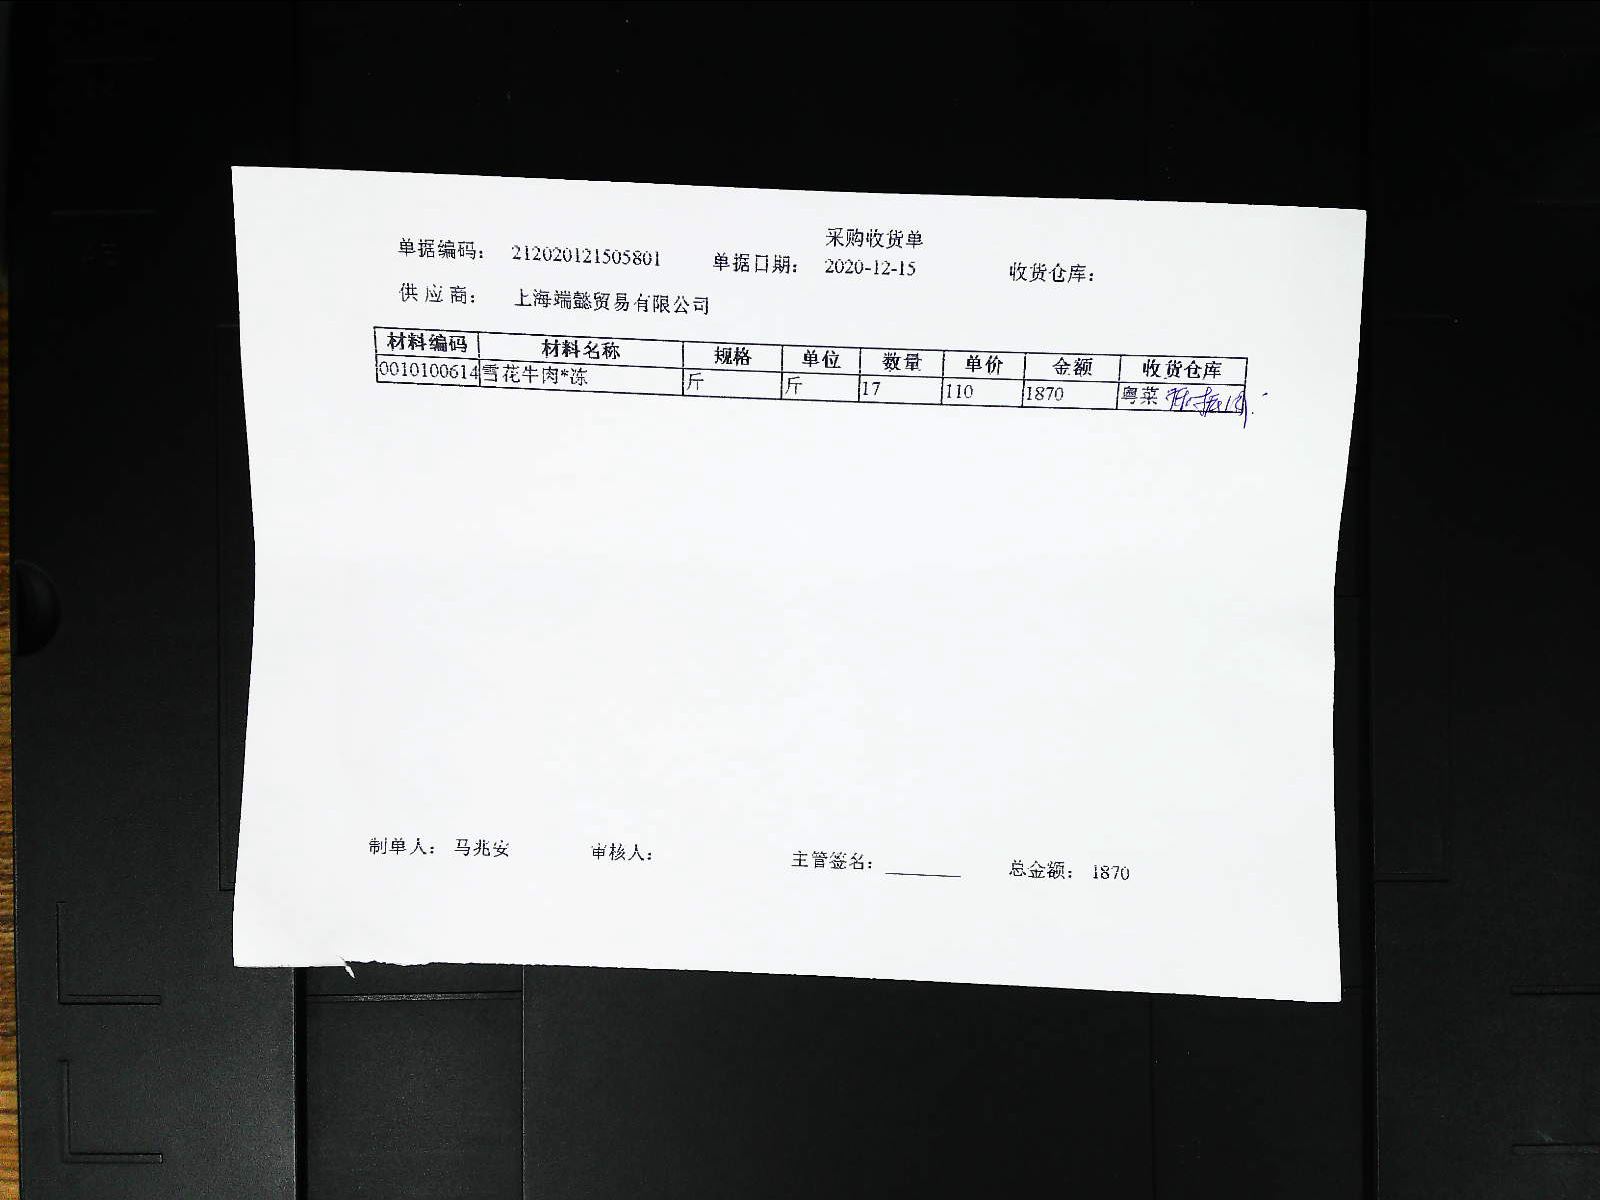 采购收货单
单据编码： 212020121505801 单据日期： 2020-12-15 收货仓库：
供 应 商： 上海端懿贸易有限公司
材料编码 材料名称 规格 单位 数量 单价 金额 收货仓库
0010100614 雪花牛肉*冻 斤 斤 17 110 1870 粤菜
制单人： 马兆安 审核人： 主管签名： 总金额： 1870